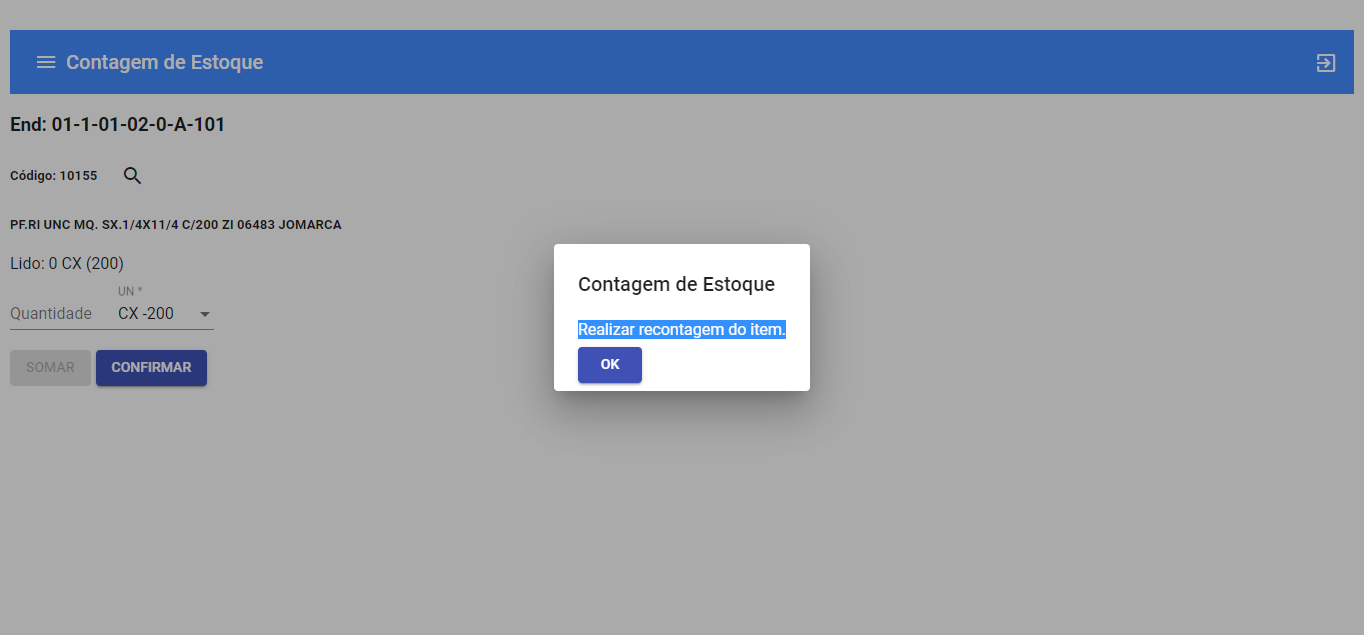 Contagem de Estoque
End: 01-1-01-02-0-A-101
Código: 10155
PF.RI UNC MQ. SX.1/4X11/4 C/200 ZI 06483 JOMARCA
Lido: 0 CX (200)
UN *
Quantidade CX -200
SOMAR CONFIRMAR
Contagem de Estoque
Realizar recontagem do item.
OK